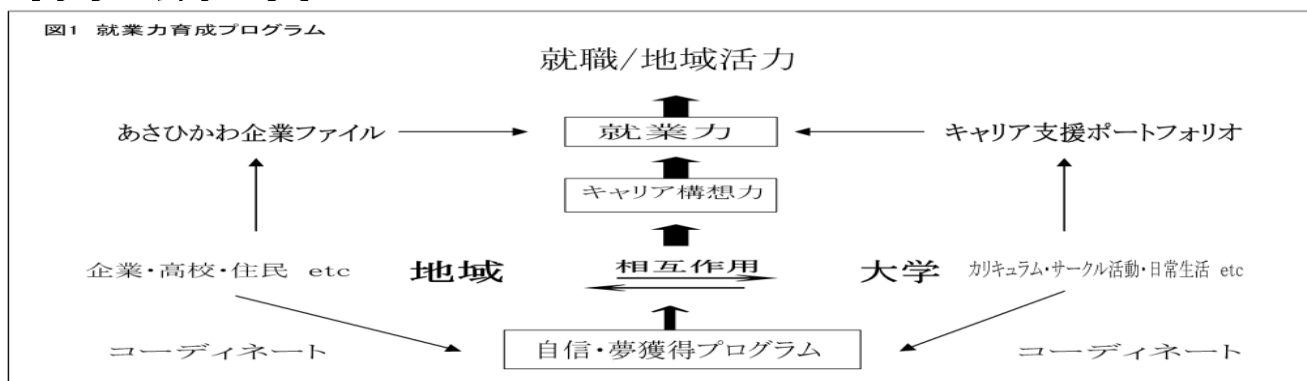 図1 就業力育成プログラム
就職/地域活力
あさひかわ企業ファイル
就業力
キャリア支援ポートフォリオ
キャリア構想力
企業・高校・住民 etc
地域
相互作用
大学
カリキュラム・サークル活動・日常生活 etc
コーディネート
自信・夢獲得プログラム
コーディネート